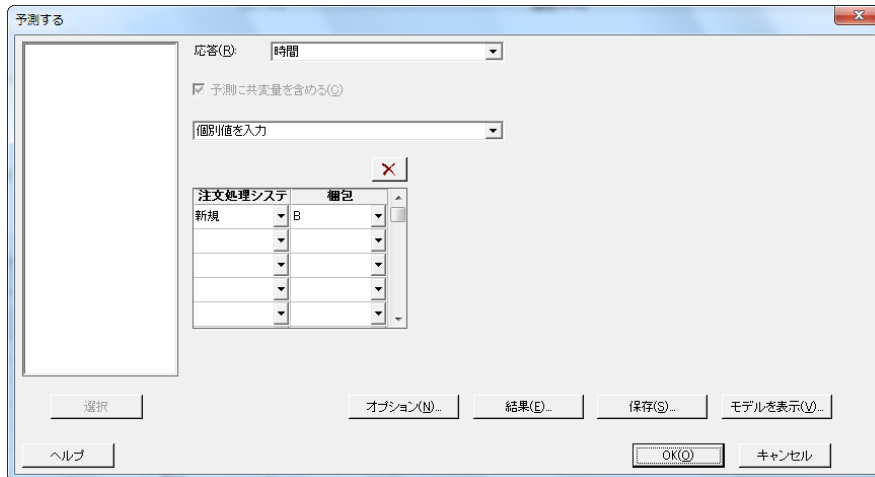 予測する
応答(R): 時間
予測に共変量を含める(C)
個別値を入力
注文処理システ 梱包
新規 B
選択 オプション(N)... 結果(E)... 保存(S)... モデルを表示(V)...
ヘルプ OK(O) キャンセル